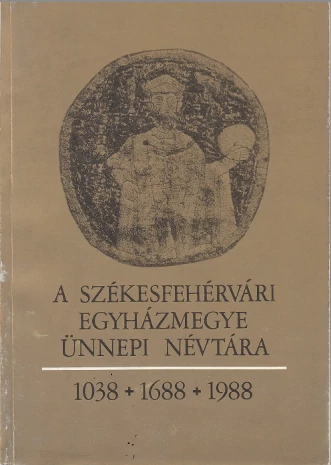 A SZÉKESFEHÉRVÁRI
EGYHÁZMEGYE
ÜNNEPI NÉVTÁRA
1038 + 1688 + 1988